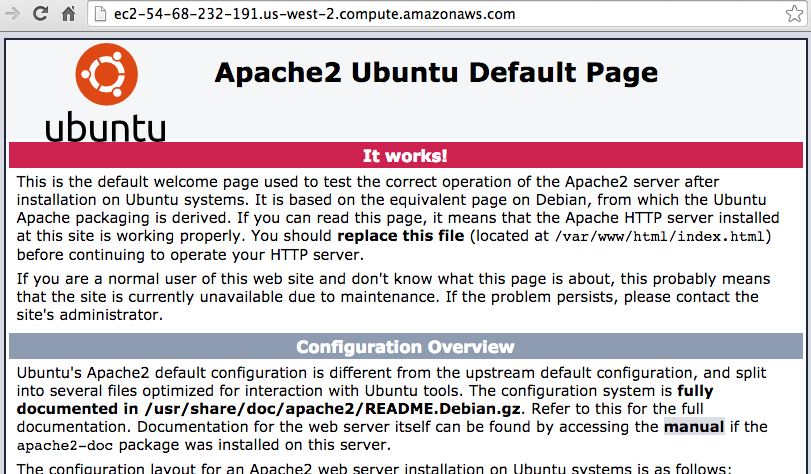 ec2-54-68-232-191.us-west-2.compute.amazonaws.com
Apache2 Ubuntu Default Page
ubuntu
It works!
This is the default welcome page used to test the correct operation of the Apache2 server after
installation on Ubuntu systems. It is based on the equivalent page on Debian, from which the Ubuntu
Apache packaging is derived. If you can read this page, it means that the Apache HTTP server installed
at this site is working properly. You should replace this file (located at /var/www/html/index.html)
before continuing to operate your HTTP server.
If you are a normal user of this web site and don't know what this page is about, this probably means
that the site is currently unavailable due to maintenance. If the problem persists, please contact the
site's administrator.
Configuration Overview
Ubuntu's Apache2 default configuration is different from the upstream default configuration, and split
into several files optimized for interaction with Ubuntu tools. The configuration system is fully
documented in /usr/share/doc/apache2/README.Debian.gz. Refer to this for the full
documentation. Documentation for the web server itself can be found by accessing the manual if the
apache2-doc package was installed on this server.
The configuration layout for an Apache2 web server installation on Ubuntu systems is as follows: